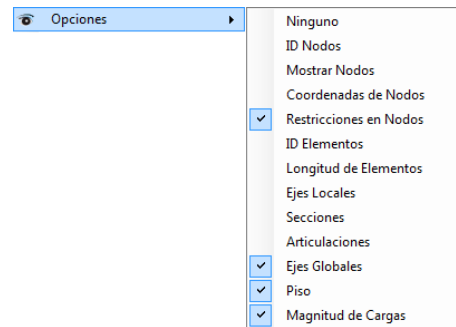 Opciones
Ninguno
ID Nodos
Mostrar Nodos
Coordenadas de Nodos
Restricciones en Nodos
ID Elementos
Longitud de Elementos
Ejes Locales
Secciones
Articulaciones
Ejes Globales
Piso
Magnitud de Cargas